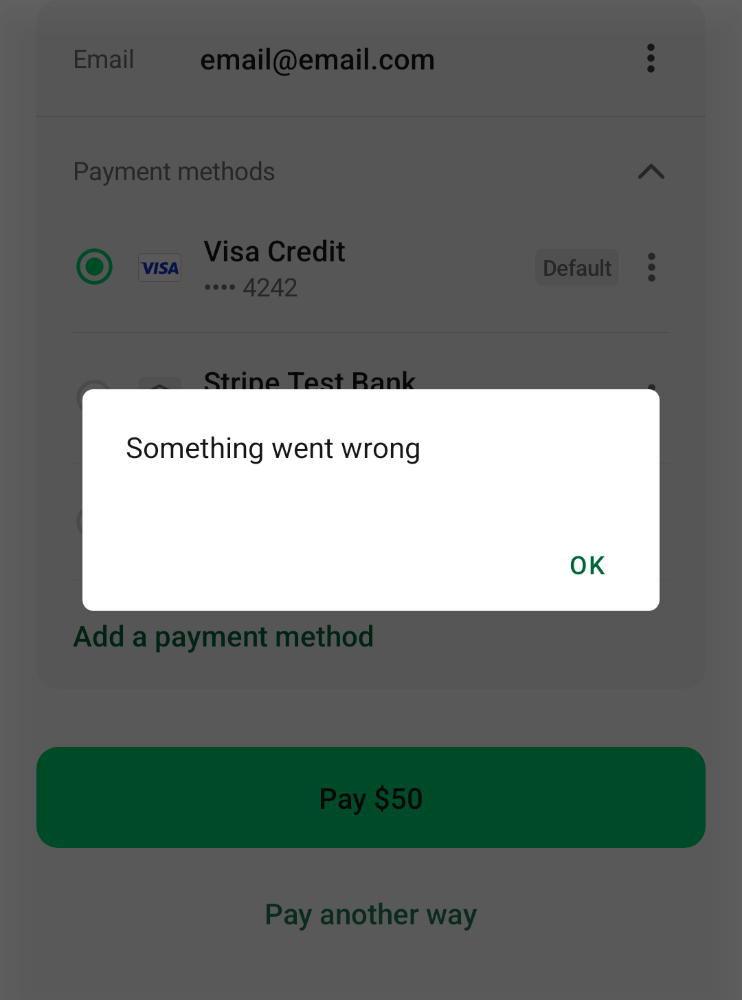 Email email@email.com
Payment methods
VISA Visa Credit Default
•••• 4242
Stripe Test Bank
Something went wrong
OK
Add a payment method
Pay $50
Pay another way